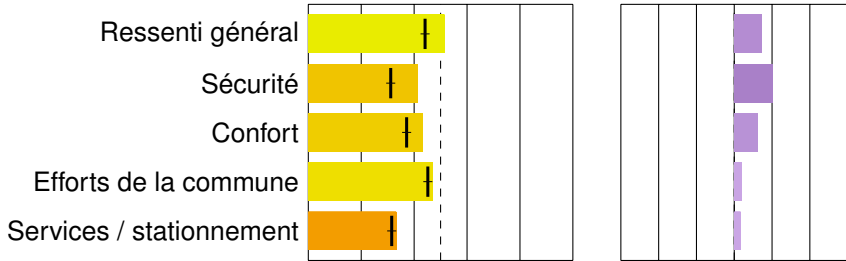 Ressenti général
Sécurité
Confort
Efforts de la commune
Services / stationnement